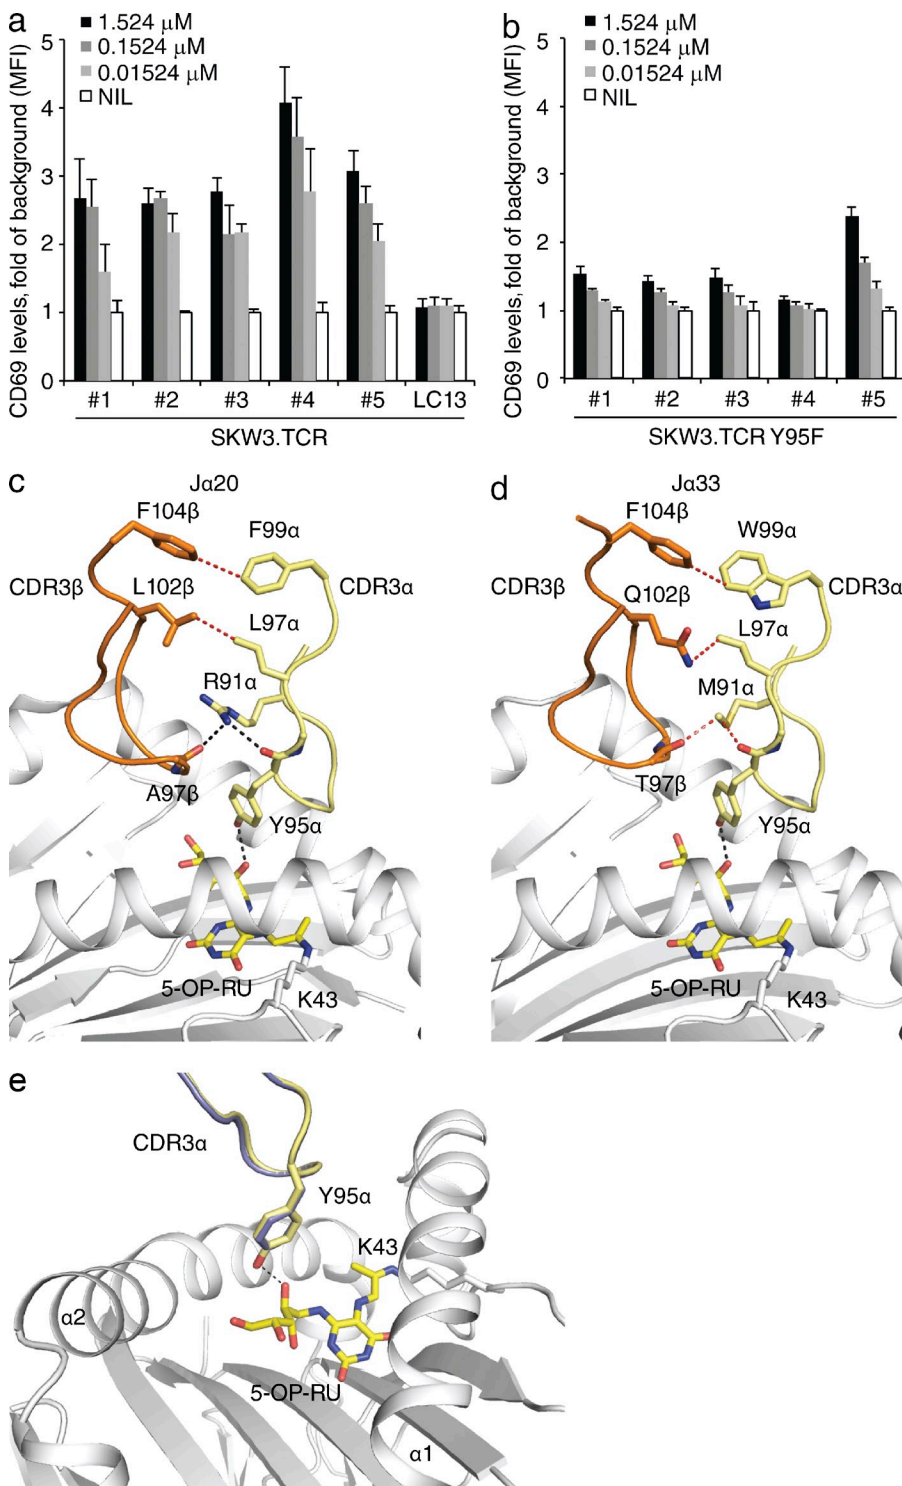 a
1.524 μM
0.1524 μM
0.01524 μM
NIL
CD69 levels, fold of background (MFI)
5
4
3
2
1
0
#1 #2 #3 #4 #5 LC13
SKW3.TCR
b
1.524 μM
0.1524 μM
0.01524 μM
NIL
CD69 levels, fold of background (MFI)
5
4
3
2
1
0
#1 #2 #3 #4 #5
SKW3.TCR Y95F
c
Jα20
F104β
F99α
CDR3β
L102β
CDR3α
L97α
R91α
A97β
Y95α
5-OP-RU
K43
d
Jα33
F104β
W99α
CDR3β
Q102β
CDR3α
L97α
M91α
T97β
Y95α
5-OP-RU
K43
e
CDR3α
Y95α
K43
α2
5-OP-RU
α1